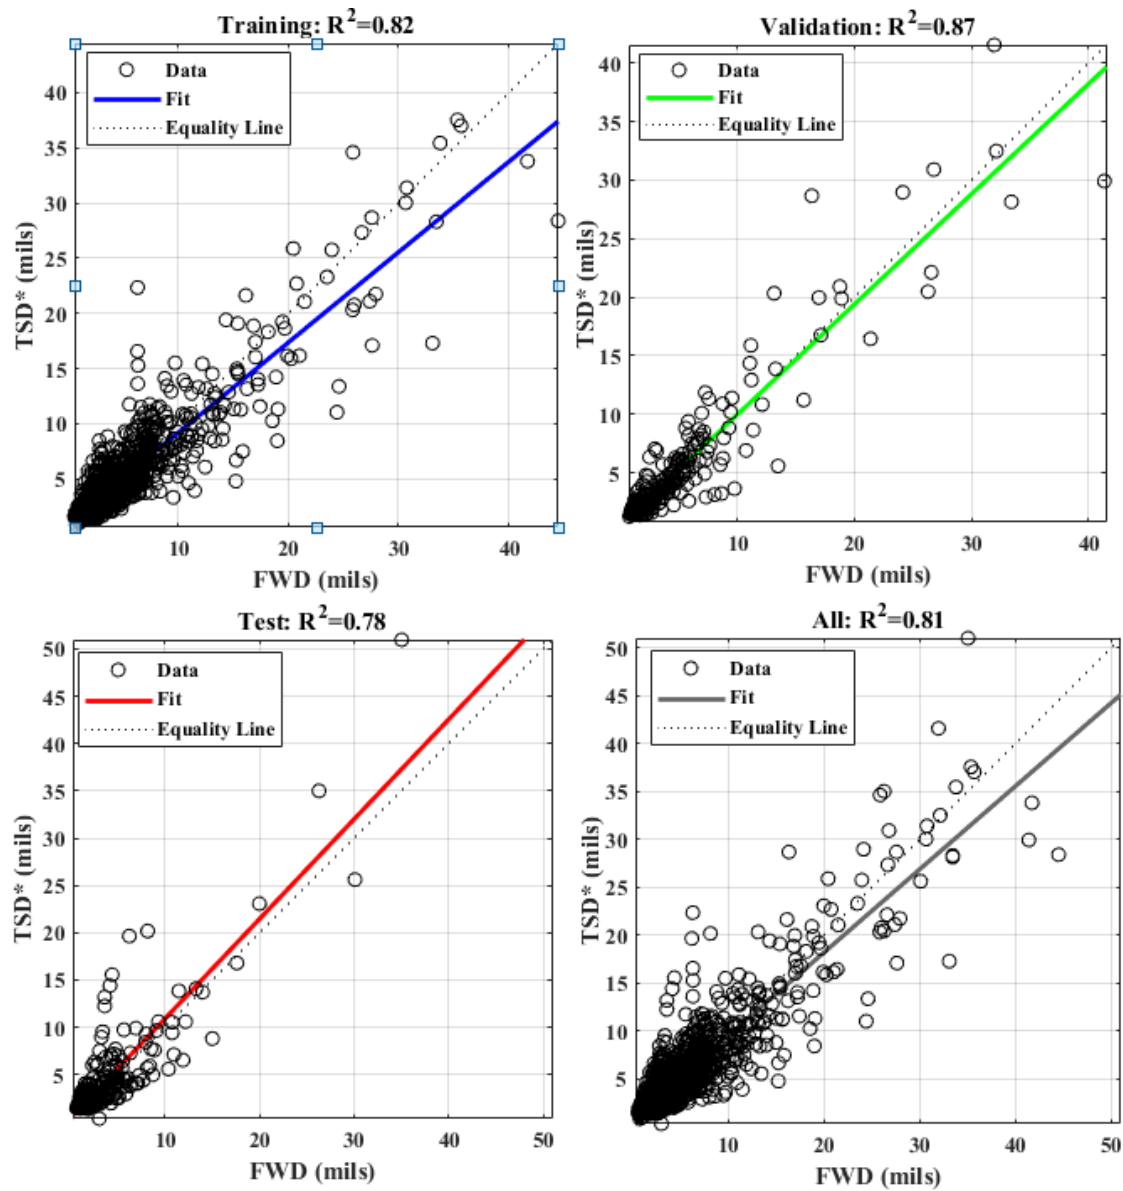 Training: R²=0.82
Data
Fit
Equality Line
40
35
30
25
20
15
10
5
10 20 30 40
TSD* (mils)
FWD (mils)
Validation: R²=0.87
Data
Fit
Equality Line
40
35
30
25
20
15
10
5
10 20 30 40
TSD* (mils)
FWD (mils)
Test: R²=0.78
Data
Fit
Equality Line
50
45
40
35
30
25
20
15
10
5
10 20 30 40 50
TSD* (mils)
FWD (mils)
All: R²=0.81
Data
Fit
Equality Line
50
45
40
35
30
25
20
15
10
5
10 20 30 40 50
TSD* (mils)
FWD (mils)